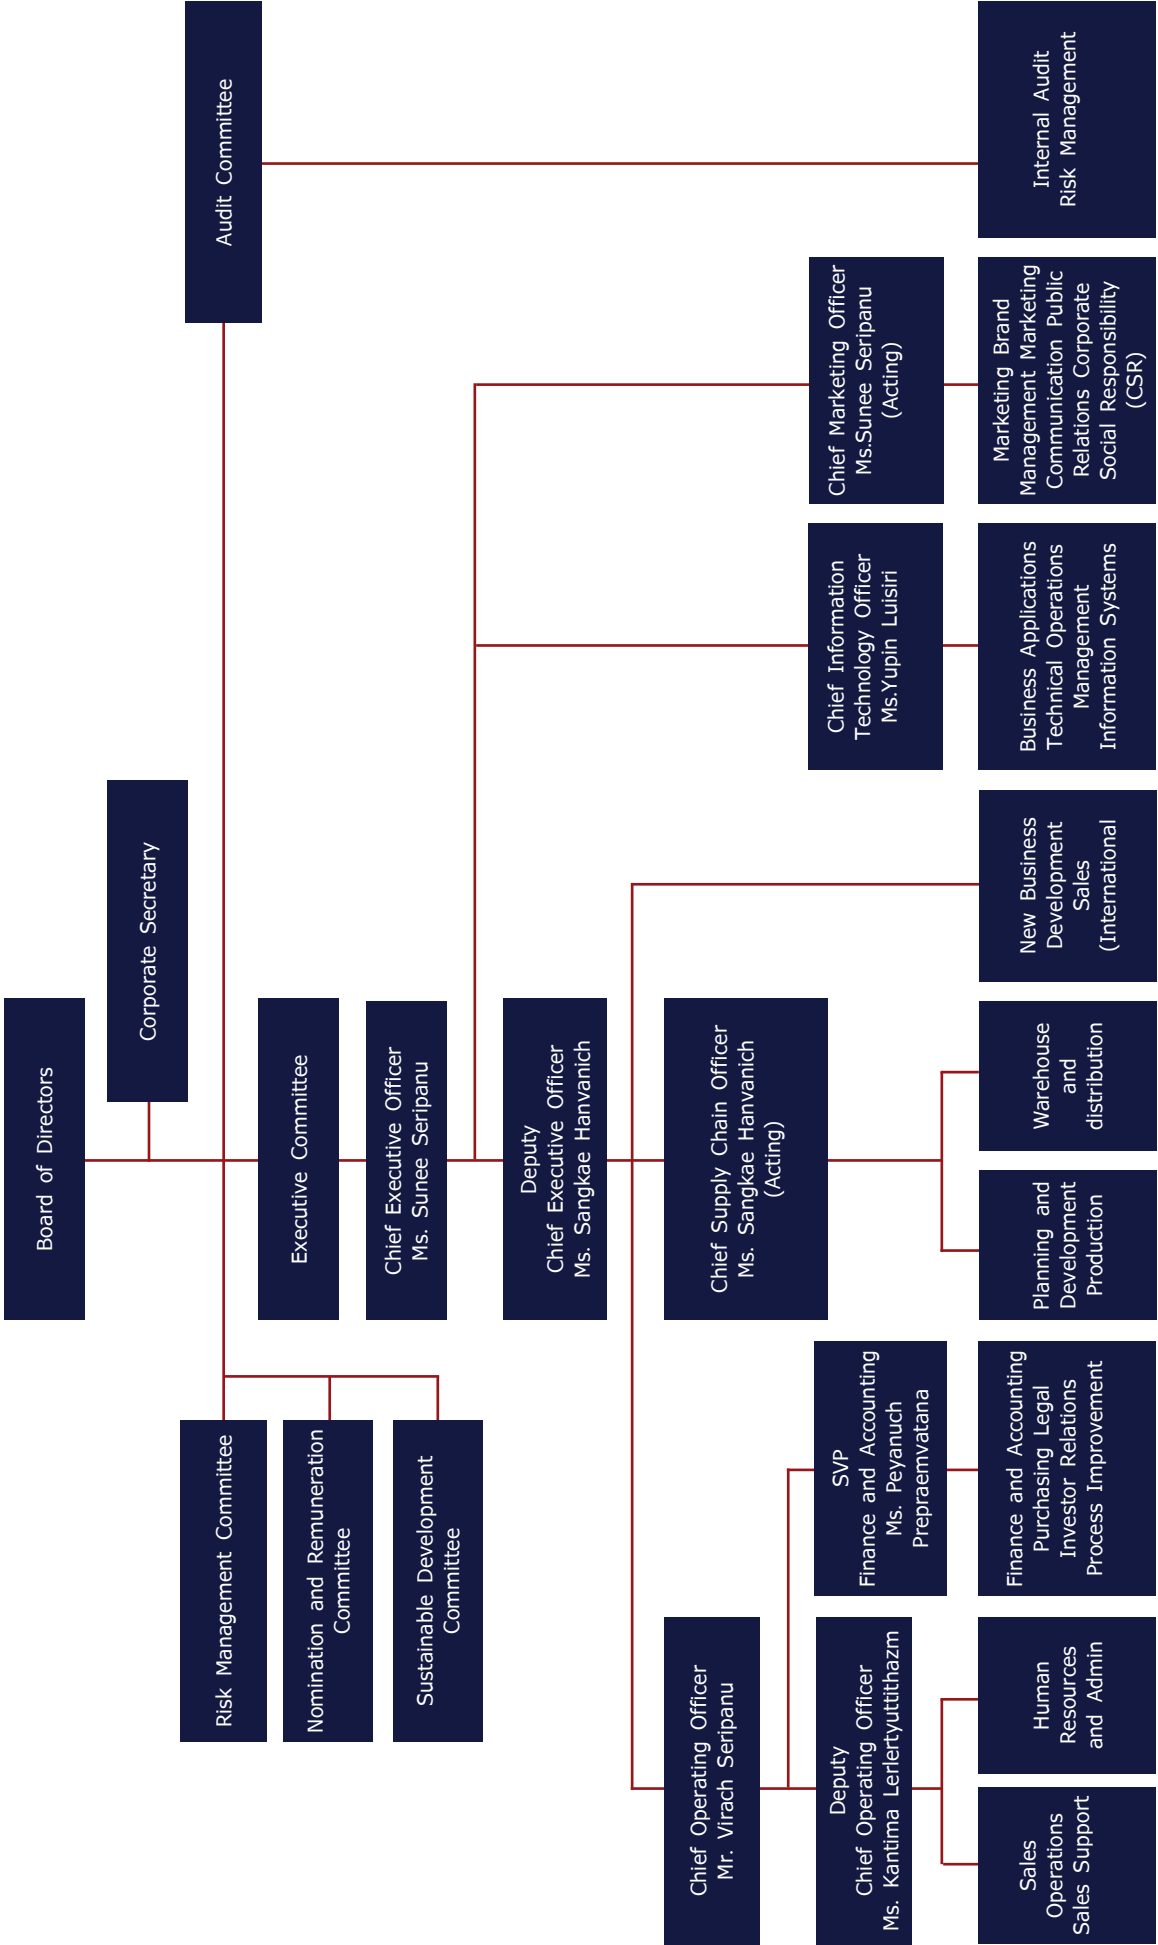 Board of Directors
Corporate Secretary
Audit Committee
Risk Management Committee
Nomination and Remuneration
Committee
Sustainable Development
Committee
Executive Committee
Chief Executive Officer
Ms. Sunee Seripanu
Deputy
Chief Executive Officer
Ms. Sangkae Hanvanich
Chief Operating Officer
Mr. Virach Seripanu
Chief Supply Chain Officer
Ms. Sangkae Hanvanich
(Acting)
Deputy
Chief Operating Officer
Ms. Kantima Lerlertyuttithazm
SVP
Finance and Accounting
Ms. Peyanuch
Prepraemvatana
Chief Information
Technology Officer
Ms.Yupin Luisiri
Chief Marketing Officer
Ms.Sunee Seripanu
(Acting)
Sales
Operations
Sales Support
Human
Resources
and Admin
Finance and Accounting
Purchasing Legal
Investor Relations
Process Improvement
Planning and
Development
Production
Warehouse
and
distribution
New Business
Development
Sales
(International
Business Applications
Technical Operations
Management
Information Systems
Marketing Brand
Management Marketing
Communication Public
Relations Corporate
Social Responsibility
(CSR)
Internal Audit
Risk Management